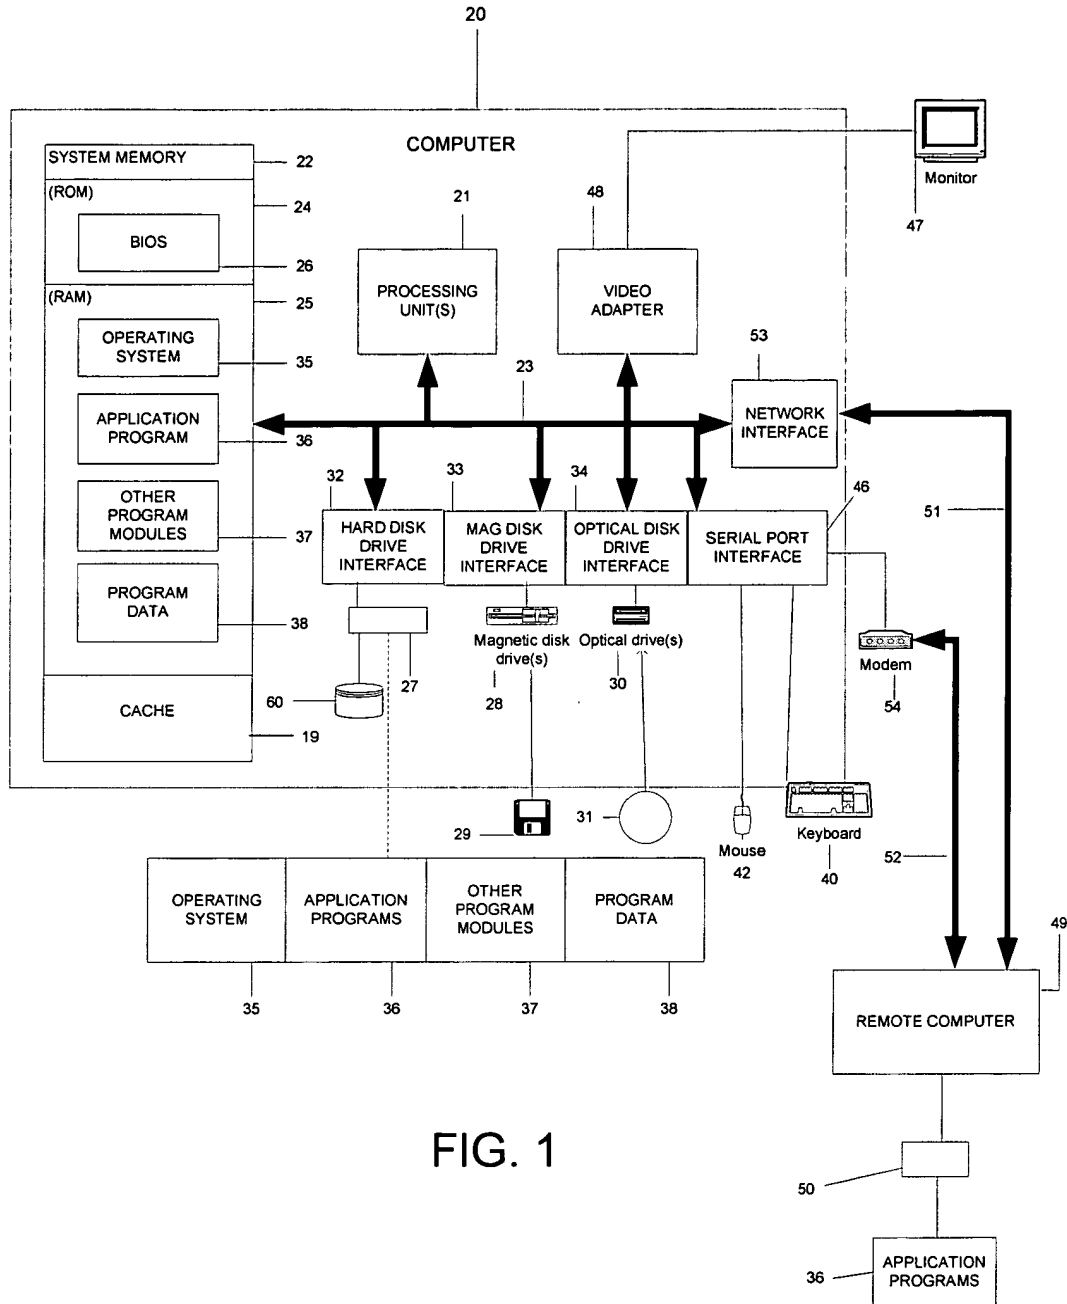 20
COMPUTER
SYSTEM MEMORY
22
(ROM)
24
BIOS
26
(RAM)
25
OPERATING
SYSTEM
35
APPLICATION
PROGRAM
36
OTHER
PROGRAM
MODULES
37
PROGRAM
DATA
38
CACHE
19
21
PROCESSING
UNIT(S)
48
VIDEO
ADAPTER
Monitor
47
23
53
NETWORK
INTERFACE
32
HARD DISK
DRIVE
INTERFACE
33
MAG DISK
DRIVE
INTERFACE
34
OPTICAL DISK
DRIVE
INTERFACE
46
SERIAL PORT
INTERFACE
51
27
60
Magnetic disk
drive(s)
28
Optical drive(s)
30
Modem
54
29
31
Mouse
42
Keyboard
40
52
OPERATING
SYSTEM
35
APPLICATION
PROGRAMS
36
OTHER
PROGRAM
MODULES
37
PROGRAM
DATA
38
49
REMOTE COMPUTER
50
36
APPLICATION
PROGRAMS
FIG. 1